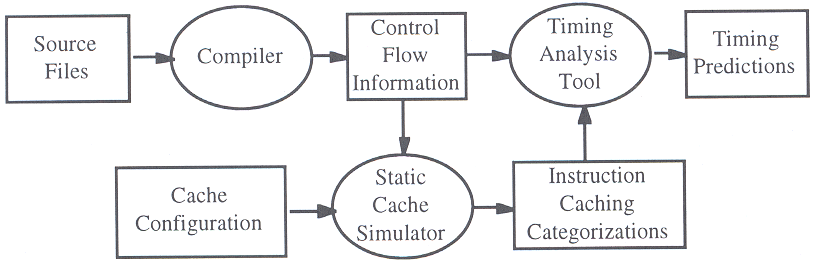 Source
Files
Compiler
Control
Flow
Information
Timing
Analysis
Tool
Timing
Predictions
Cache
Configuration
Static
Cache
Simulator
Instruction
Caching
Categorizations